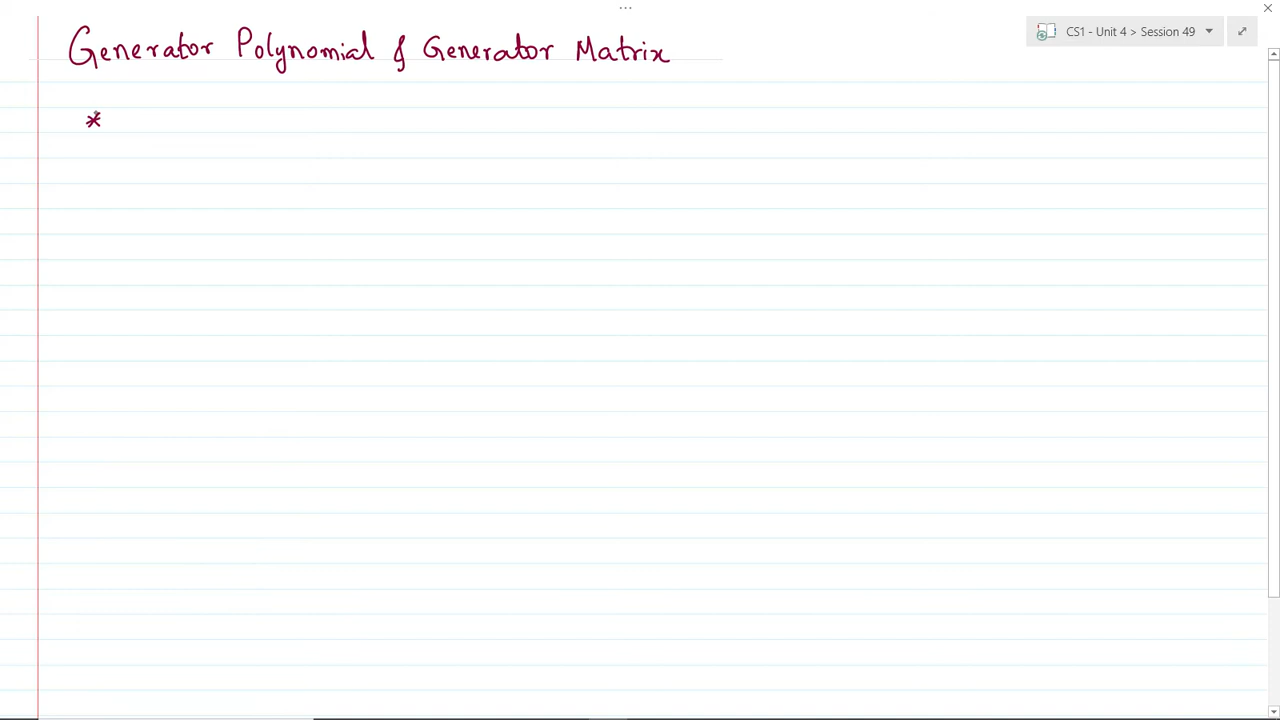 Generator Polynomial & Generator Matrix
CS1 - Unit 4 > Session 49
*